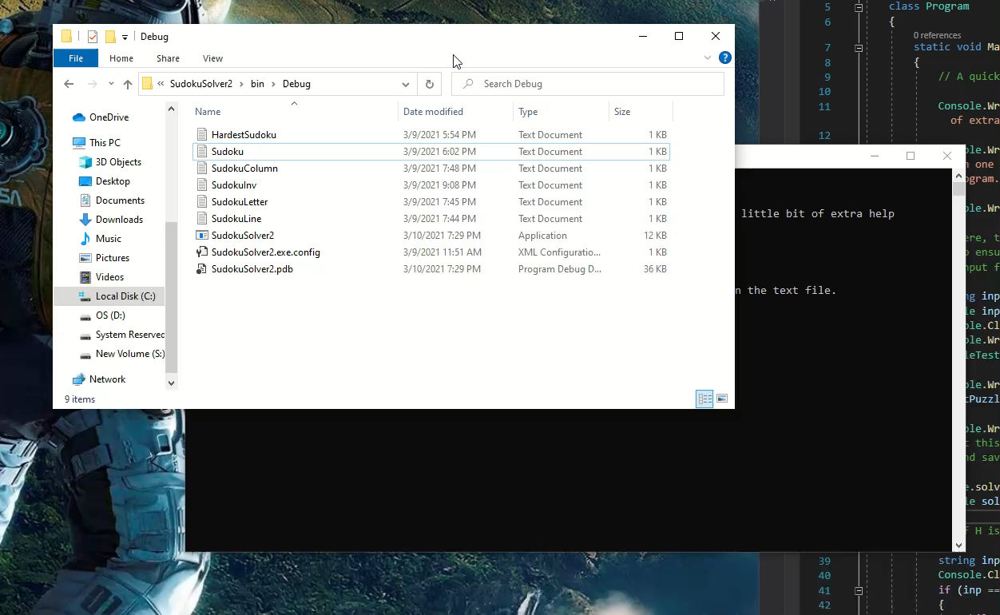 Debug
File Home Share View
« SudokuSolver2 > bin > Debug
Search Debug
Name Date modified Type Size
HardestSudoku 3/9/2021 5:54 PM Text Document 1 KB
Sudoku 3/9/2021 6:02 PM Text Document 1 KB
SudokuColumn 3/9/2021 7:48 PM Text Document 1 KB
SudokuInv 3/9/2021 9:08 PM Text Document 1 KB
SudokuLetter 3/9/2021 7:45 PM Text Document 1 KB
SudokuLine 3/9/2021 7:44 PM Text Document 1 KB
SudokuSolver2 3/10/2021 7:29 PM Application 12 KB
SudokuSolver2.exe.config 3/9/2021 11:51 AM XML Configuratio... 1 KB
SudokuSolver2.pdb 3/10/2021 7:29 PM Program Debug D... 36 KB
OneDrive
This PC
3D Objects
Desktop
Documents
Downloads
Music
Pictures
Videos
Local Disk (C:)
OS (D:)
System Reserved
New Volume (S:)
Network
9 items
little bit of extra help
n the text file.
5 class Program
6 {
0 references
7 static void Ma
8 {
9 // A quick
10
11 Console.Wr
of extra
12
le.Wr
n one
ogram.
le.Wr
ere, t
o ensu
nput f
ng inp
le inp
ole.Cl
ole.Wr
leTest
ole.Wr
tPuzzl
ole.Wr
t this
nd sav
e.solv
le sol
f H is
39 string inp
40 Console.Cl
41 if (inp ==
42 {